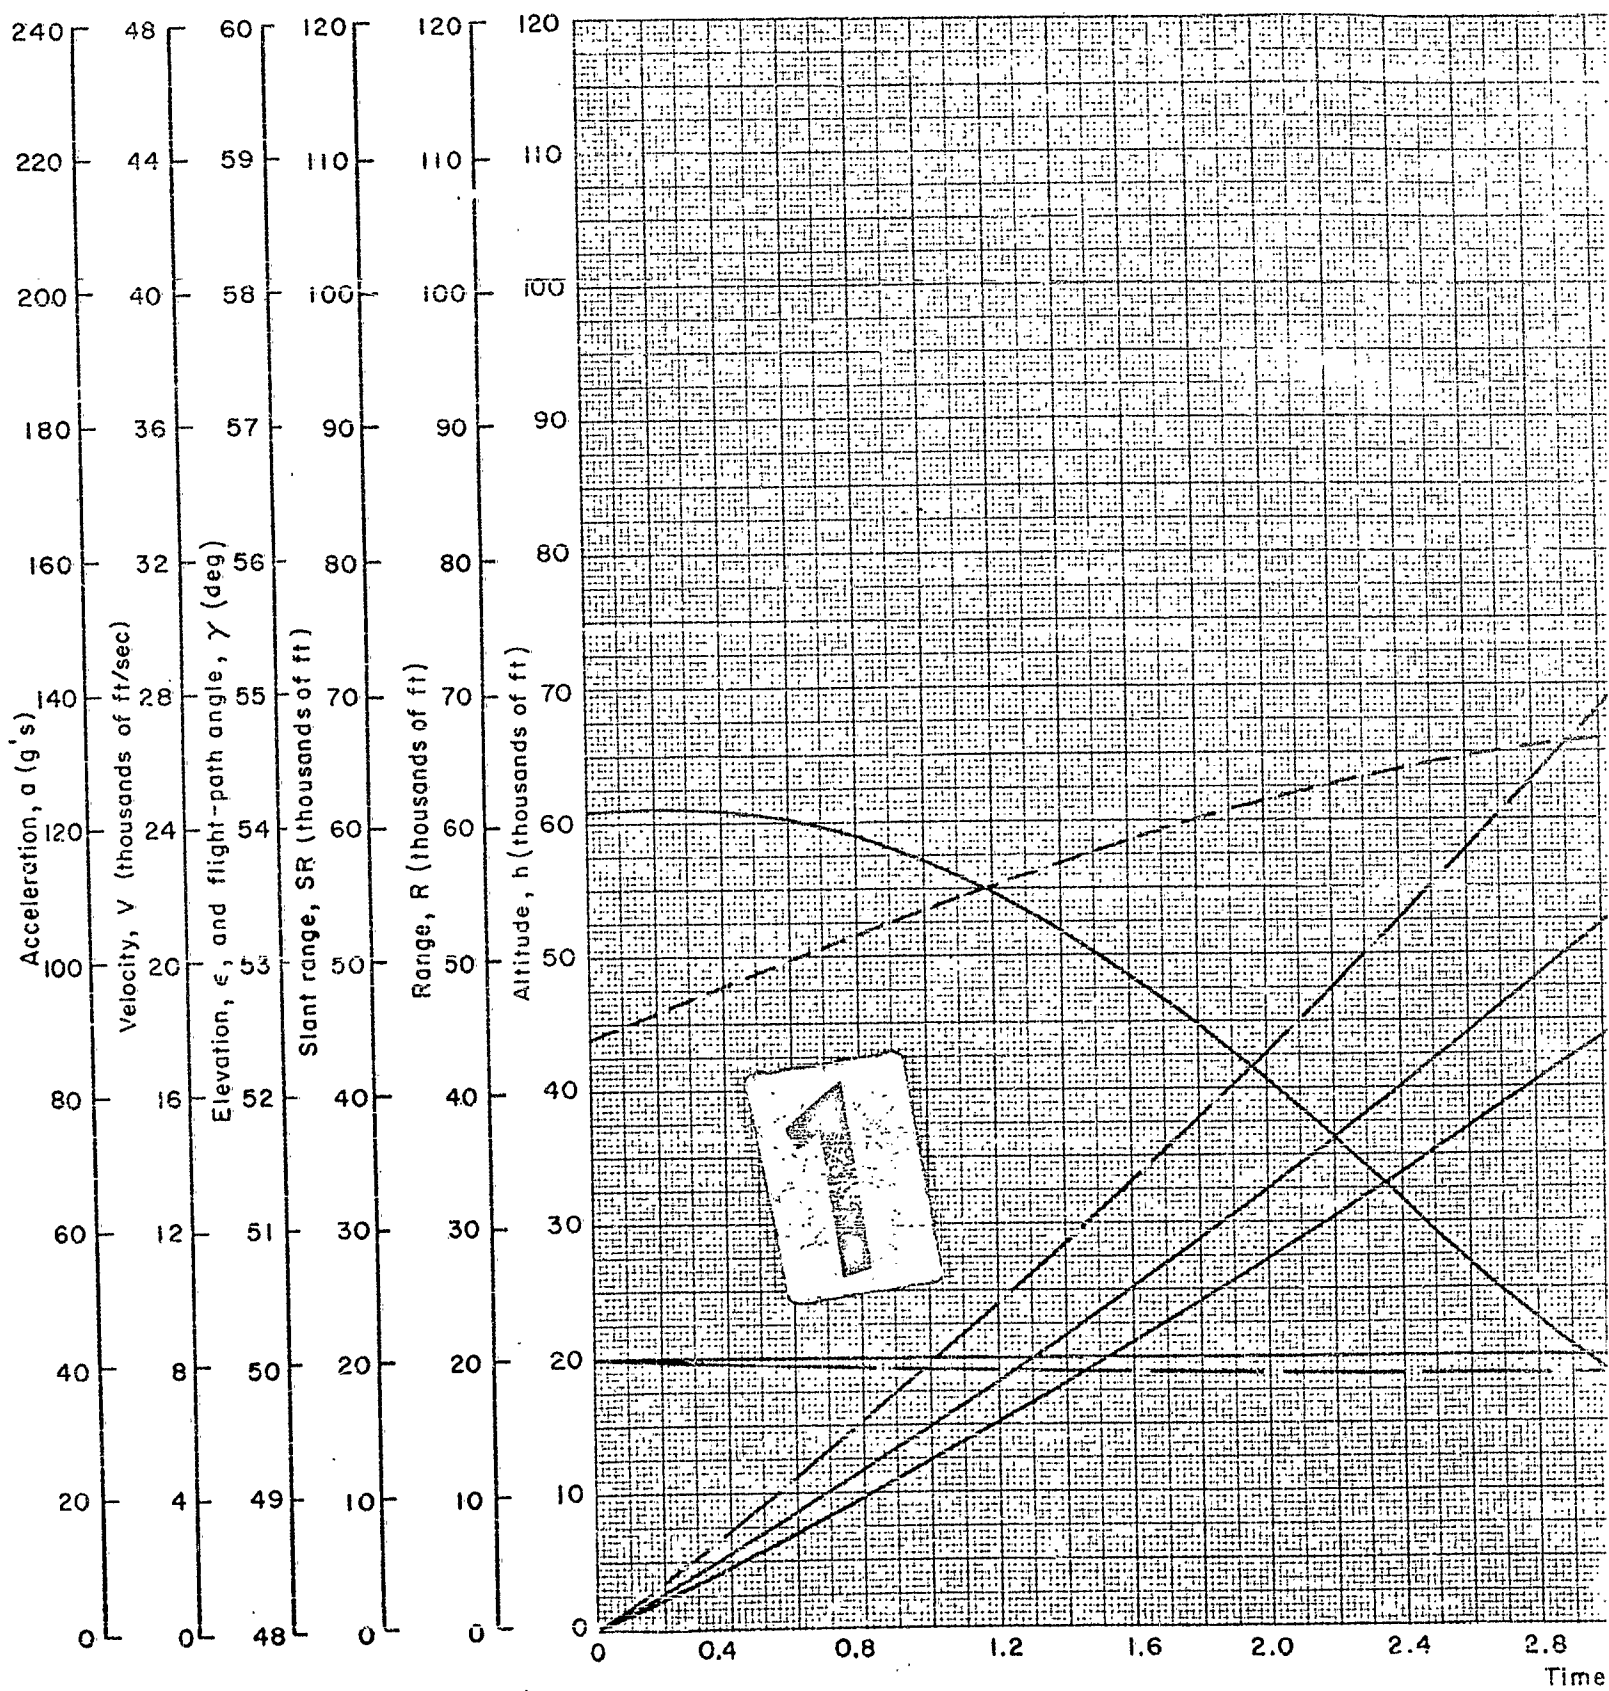 240 48 60 120 120 120
220 44 59 110 110 110
200 40 58 100 100 100
180 36 57 90 90 90
160 32 56 80 80 80
140 28 55 70 70 70
120 24 54 60 60 60
100 20 53 50 50 50
80 16 52 40 40 40
60 12 51 30 30 30
40 8 50 20 20 20
20 4 49 10 10 10
0 0 48 0 0 0
Acceleration, a (g's)
Velocity, V (thousands of ft/sec)
Elevation, ϵ, and flight-path angle, γ (deg)
Slant range, SR (thousands of ft)
Range, R (thousands of ft)
Altitude, h (thousands of ft)
1
0 0.4 0.8 1.2 1.6 2.0 2.4 2.8
Time